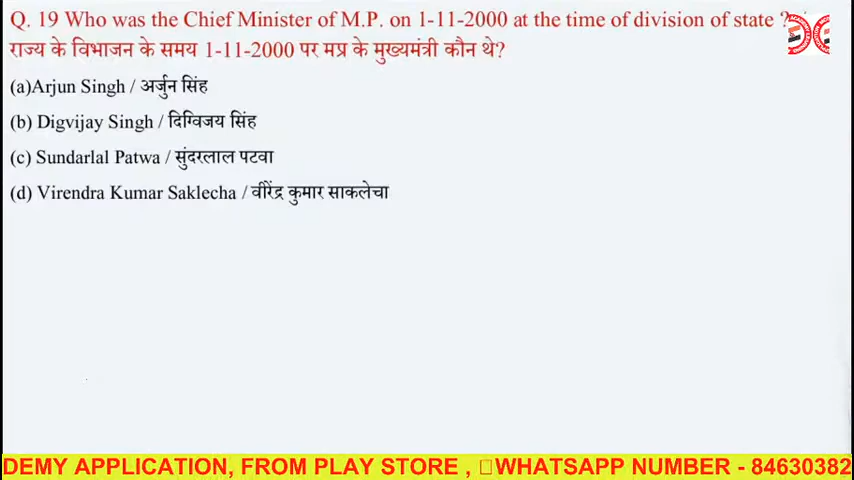 Q. 19 Who was the Chief Minister of M.P. on 1-11-2000 at the time of division of state ?
राज्य के विभाजन के समय 1-11-2000 पर मप्र के मुख्यमंत्री कौन थे?
(a)Arjun Singh / अर्जुन सिंह
(b) Digvijay Singh / दिग्विजय सिंह
(c) Sundarlal Patwa / सुंदरलाल पटवा
(d) Virendra Kumar Saklecha / वीरेंद्र कुमार साकलेचा
DEMY APPLICATION, FROM PLAY STORE , WHATSAPP NUMBER - 84630382